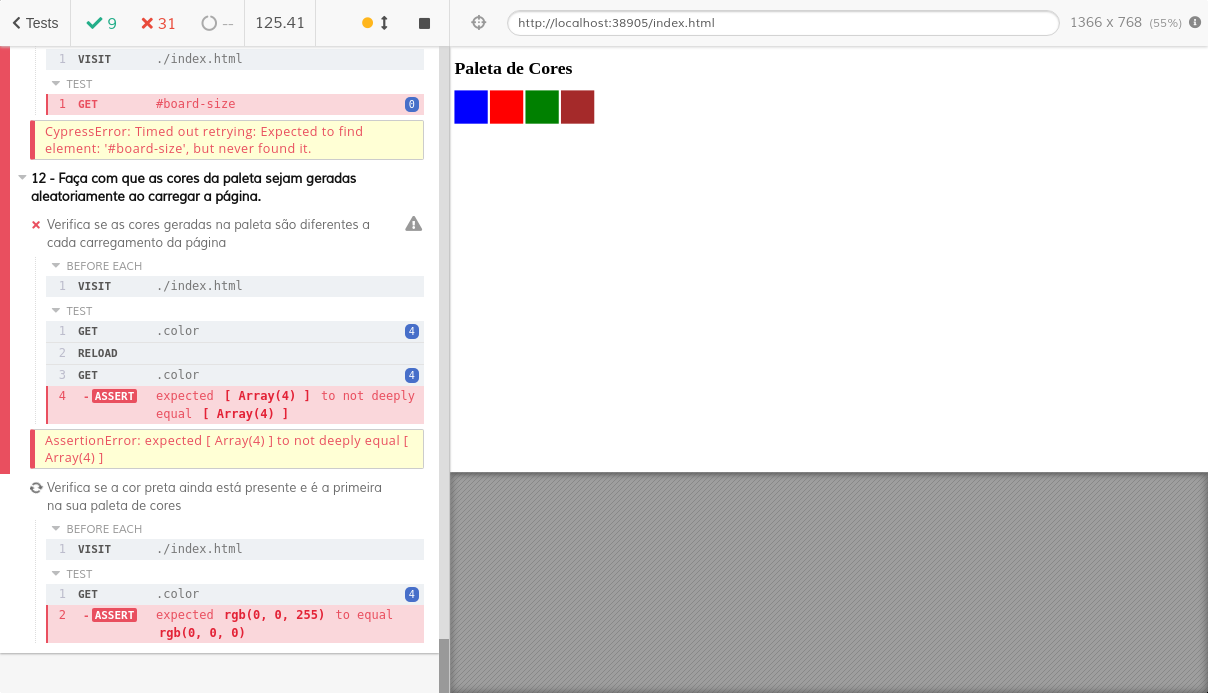 Tests 9 31 -- 125.41 http://localhost:38905/index.html 1366 x 768 (55%)
1 VISIT ./index.html
TEST
1 GET #board-size 0
CypressError: Timed out retrying: Expected to find
element: '#board-size', but never found it.
12 - Faça com que as cores da paleta sejam geradas
aleatoriamente ao carregar a página.
Verifica se as cores geradas na paleta são diferentes a
cada carregamento da página
BEFORE EACH
1 VISIT ./index.html
TEST
1 GET .color 4
2 RELOAD
3 GET .color 4
4 - ASSERT expected [ Array(4) ] to not deeply
equal [ Array(4) ]
AssertionError: expected [ Array(4) ] to not deeply equal [
Array(4) ]
Verifica se a cor preta ainda está presente e é a primeira
na sua paleta de cores
BEFORE EACH
1 VISIT ./index.html
TEST
1 GET .color 4
2 - ASSERT expected rgb(0, 0, 255) to equal
rgb(0, 0, 0)
Paleta de Cores